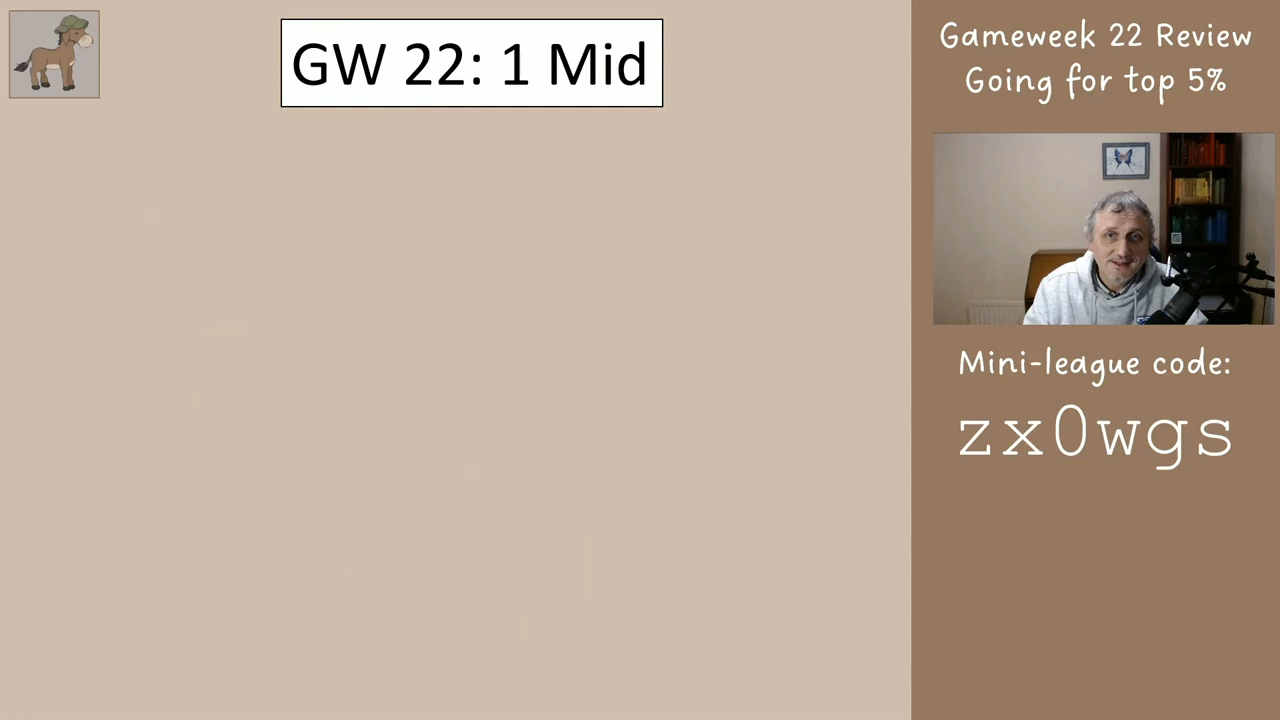 GW 22: 1 Mid
Gameweek 22 Review
Going for top 5%
Mini-league code:
zx0wgs